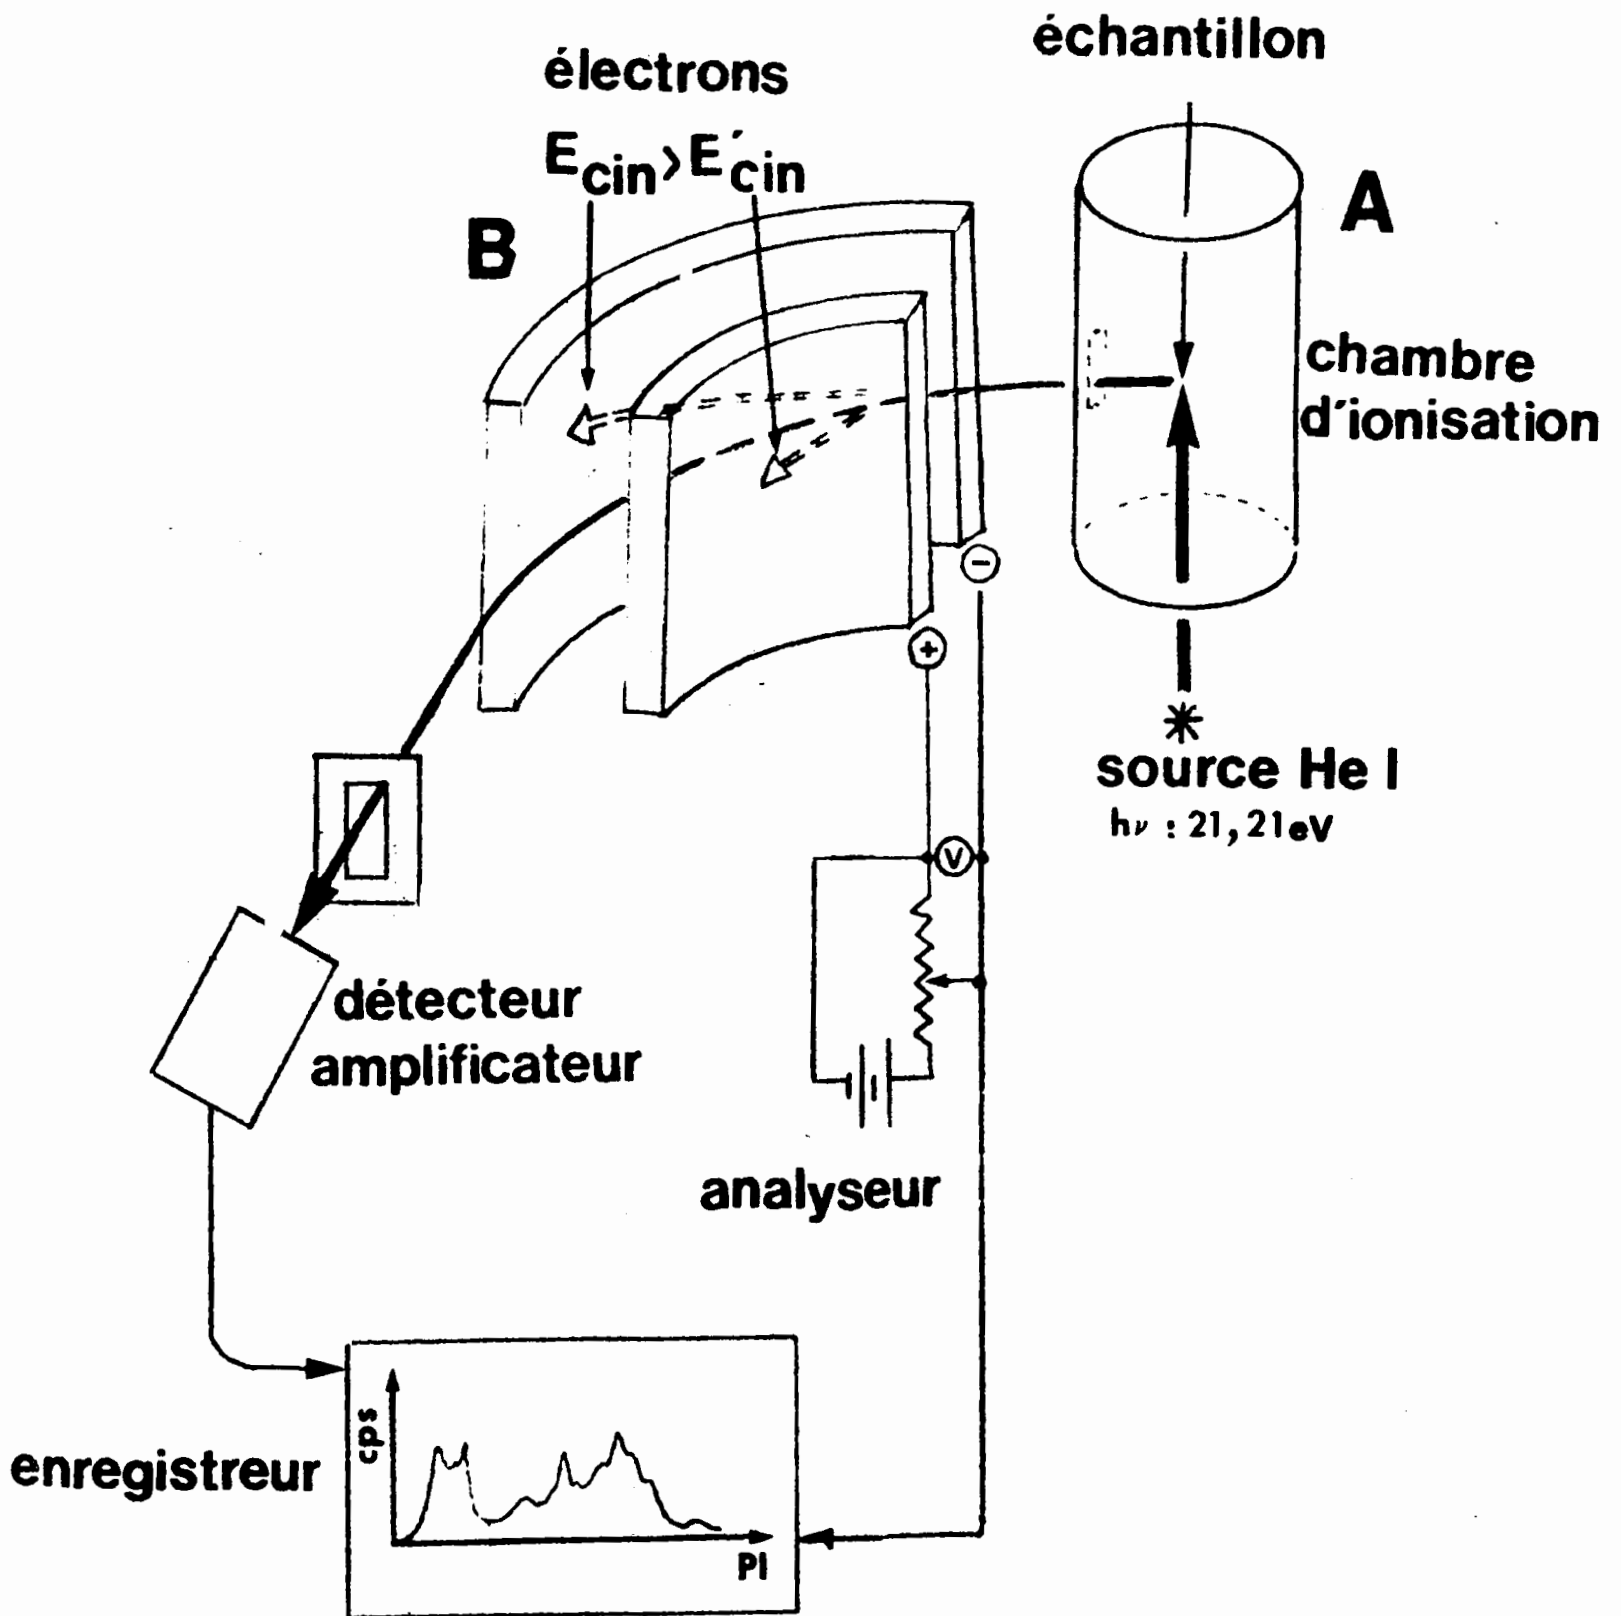 échantillon
électrons
Ecin > E'cin
B
A
chambre
d'ionisation
−
+
source He I
hν : 21,21eV
V
détecteur
amplificateur
analyseur
cps
enregistreur
PI